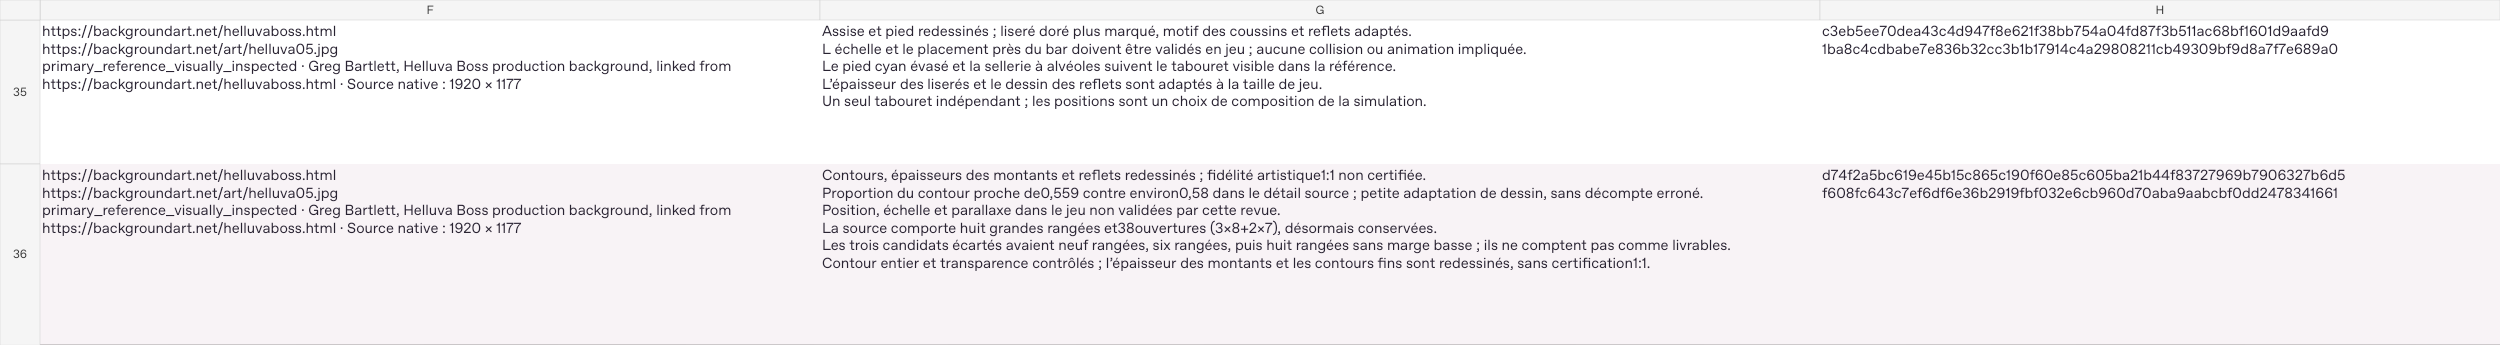 F G H
35
https://backgroundart.net/helluvaboss.html
https://backgroundart.net/art/helluva05.jpg
primary_reference_visually_inspected · Greg Bartlett, Helluva Boss production background, linked from
https://backgroundart.net/helluvaboss.html · Source native : 1920 × 1177
Assise et pied redessinés ; liseré doré plus marqué, motif des coussins et reflets adaptés.
L échelle et le placement près du bar doivent être validés en jeu ; aucune collision ou animation impliquée.
Le pied cyan évasé et la sellerie à alvéoles suivent le tabouret visible dans la référence.
L’épaisseur des liserés et le dessin des reflets sont adaptés à la taille de jeu.
Un seul tabouret indépendant ; les positions sont un choix de composition de la simulation.
c3eb5ee70dea43c4d947f8e621f38bb754a04fd87f3b511ac68bf1601d9aafd9
1ba8c4cdbabe7e836b32cc3b1b17914c4a29808211cb49309bf9d8a7f7e689a0
36
https://backgroundart.net/helluvaboss.html
https://backgroundart.net/art/helluva05.jpg
primary_reference_visually_inspected · Greg Bartlett, Helluva Boss production background, linked from
https://backgroundart.net/helluvaboss.html · Source native : 1920 × 1177
Contours, épaisseurs des montants et reflets redessinés ; fidélité artistique1:1 non certifiée.
Proportion du contour proche de0,559 contre environ0,58 dans le détail source ; petite adaptation de dessin, sans décompte erroné.
Position, échelle et parallaxe dans le jeu non validées par cette revue.
La source comporte huit grandes rangées et38ouvertures (3×8+2×7), désormais conservées.
Les trois candidats écartés avaient neuf rangées, six rangées, puis huit rangées sans marge basse ; ils ne comptent pas comme livrables.
Contour entier et transparence contrôlés ; l’épaisseur des montants et les contours fins sont redessinés, sans certification1:1.
d74f2a5bc619e45b15c865c190f60e85c605ba21b44f83727969b7906327b6d5
f608fc643c7ef6df6e36b2919fbf032e6cb960d70aba9aabcbf0dd2478341661